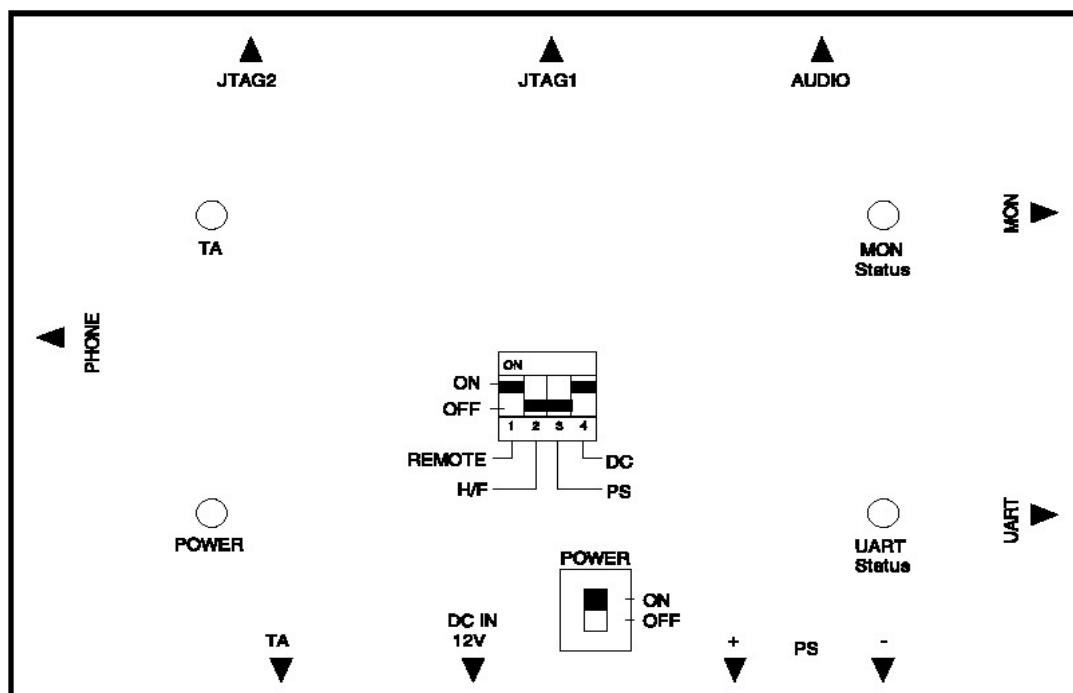 JTAG2
JTAG1
AUDIO
TA
MON
Status
MON
PHONE
ON
ON
OFF
1 2 3 4
REMOTE
DC
H/F
PS
POWER
UART
Status
UART
POWER
ON
OFF
TA
DC IN
12V
+ PS -